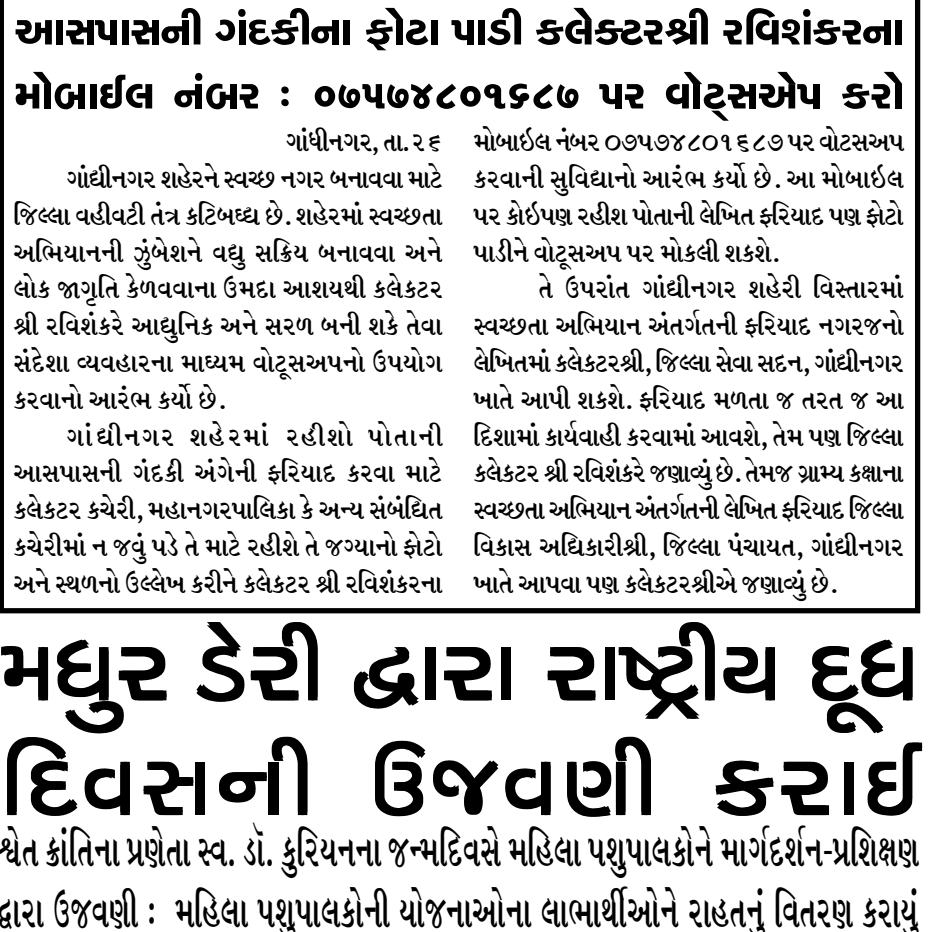 આસપાસની ગંદકીના ફોટા પાડી કલેક્ટરશ્રી રવિશંકરના
મોબાઈલ નંબર : ૦૭૫૭૪૮૦૧૬૮૭ પર વોટ્સએપ કરો
ગાંધીનગર, તા.૨૬
ગાંધીનગર શહેરને સ્વચ્છ નગર બનાવવા માટે
જિલ્લા વહીવટી તંત્ર કટિબધ્ધ છે. શહેરમાં સ્વચ્છતા
અભિયાનની ઝુંબેશને વધુ સક્રિય બનાવવા અને
લોક જાગૃતિ કેળવવાના ઉમદા આશયથી કલેકટર
શ્રી રવિશંકરે આધુનિક અને સરળ બની શકે તેવા
સંદેશા વ્યવહારના માધ્યમ વોટ્સઅપનો ઉપયોગ
કરવાનો આરંભ કર્યો છે.
ગાંધીનગર શહેરમાં રહીશો પોતાની
આસપાસની ગંદકી અંગેની ફરિયાદ કરવા માટે
કલેકટર કચેરી, મહાનગરપાલિકા કે અન્ય સંબંધિત
કચેરીમાં ન જવું પડે તે માટે રહીશે તે જગ્યાનો ફોટો
અને સ્થળનો ઉલ્લેખ કરીને કલેકટર શ્રી રવિશંકરના
મોબાઇલ નંબર ૦૭૫૭૪૮૦૧૬૮૭ પર વોટસઅપ
કરવાની સુવિધાનો આરંભ કર્યો છે. આ મોબાઇલ
પર કોઇપણ રહીશ પોતાની લેખિત ફરિયાદ પણ ફોટો
પાડીને વોટ્સઅપ પર મોકલી શકશે.
તે ઉપરાંત ગાંધીનગર શહેરી વિસ્તારમાં
સ્વચ્છતા અભિયાન અંતર્ગતની ફરિયાદ નગરજનો
લેખિતમાં કલેકટરશ્રી, જિલ્લા સેવા સદન, ગાંધીનગર
ખાતે આપી શકશે. ફરિયાદ મળતા જ તરત જ આ
દિશામાં કાર્યવાહી કરવામાં આવશે, તેમ પણ જિલ્લા
કલેકટર શ્રી રવિશંકરે જણાવ્યું છે. તેમજ ગ્રામ્ય કક્ષાના
સ્વચ્છતા અભિયાન અંતર્ગતની લેખિત ફરિયાદ જિલ્લા
વિકાસ અધિકારીશ્રી, જિલ્લા પંચાયત, ગાંધીનગર
ખાતે આપવા પણ કલેકટરશ્રીએ જણાવ્યું છે.
મધુર ડેરી દ્વારા રાષ્ટ્રીય દૂધ
દિવસની ઉજવણી કરાઈ
શ્વેત ક્રાંતિના પ્રણેતા સ્વ. ડૉ. કુરિયનના જન્મદિવસે મહિલા પશુપાલકોને માર્ગદર્શન-પ્રશિક્ષણ
દ્વારા ઉજવણી : મહિલા પશુપાલકોની યોજનાઓના લાભાર્થીઓને રાહતનું વિતરણ કરાયું